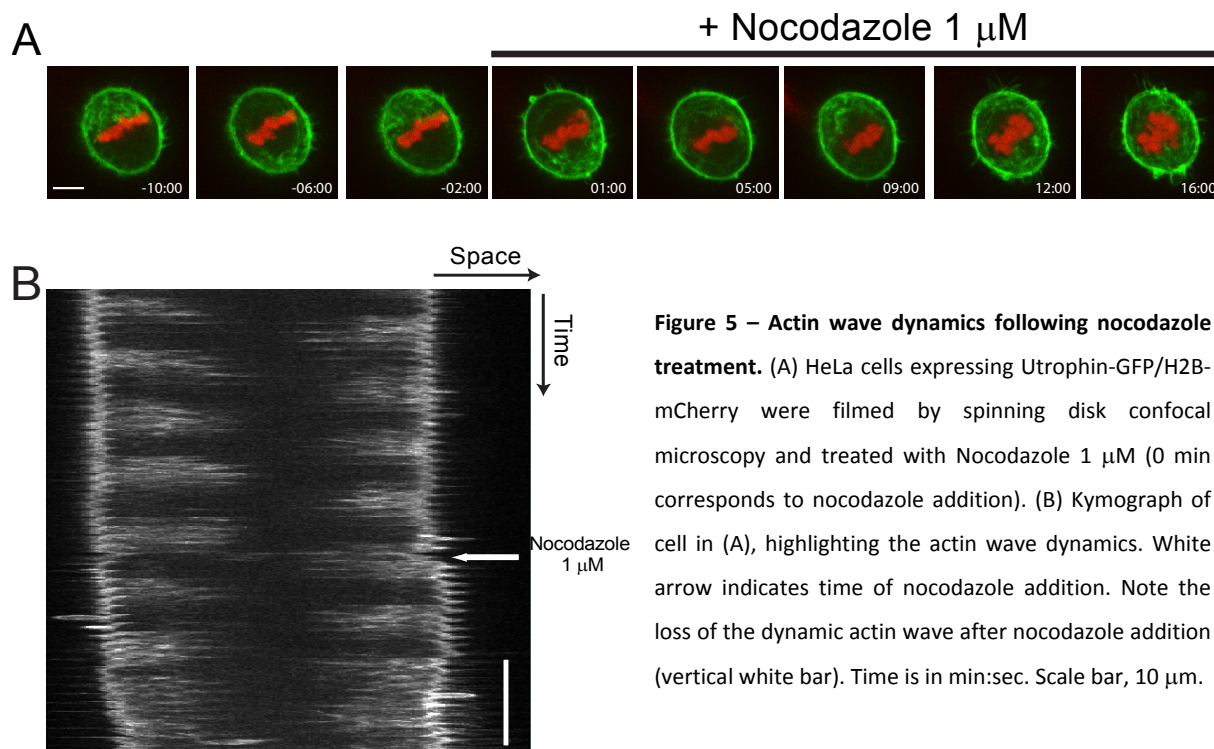 A
+ Nocodazole 1 μM
-10:00
-06:00
-02:00
01:00
05:00
09:00
12:00
16:00
B
Space
Time
Nocodazole
1 μM
Figure 5 – Actin wave dynamics following nocodazole
treatment. (A) HeLa cells expressing Utrophin-GFP/H2B-
mCherry were filmed by spinning disk confocal
microscopy and treated with Nocodazole 1 μM (0 min
corresponds to nocodazole addition). (B) Kymograph of
cell in (A), highlighting the actin wave dynamics. White
arrow indicates time of nocodazole addition. Note the
loss of the dynamic actin wave after nocodazole addition
(vertical white bar). Time is in min:sec. Scale bar, 10 μm.